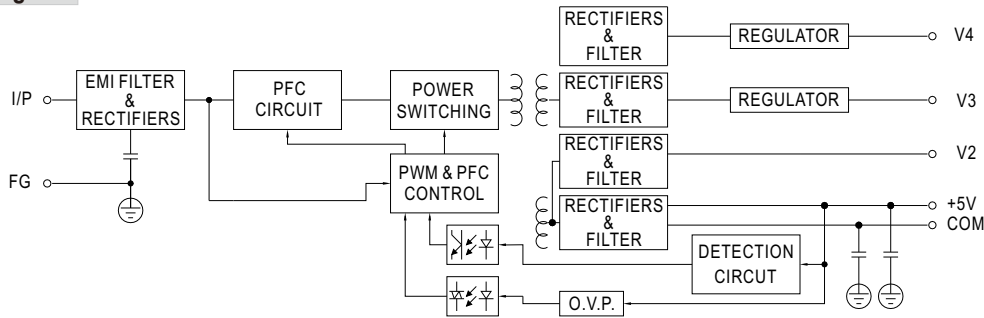 RECTIFIERS
&
FILTER
REGULATOR
V4
I/P
EMI FILTER
&
RECTIFIERS
PFC
CIRCUIT
POWER
SWITCHING
RECTIFIERS
&
FILTER
REGULATOR
V3
FG
PWM & PFC
CONTROL
RECTIFIERS
&
FILTER
V2
RECTIFIERS
&
FILTER
+5V
COM
DETECTION
CIRCUT
O.V.P.